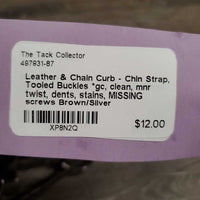 The Tack Collector
497931-87
Leather & Chain Curb - Chin Strap,
Tooled Buckles *gc, clean, mnr
twist, dents, stains, MISSING
screws Brown/Silver
XP8N2Q
$12.00